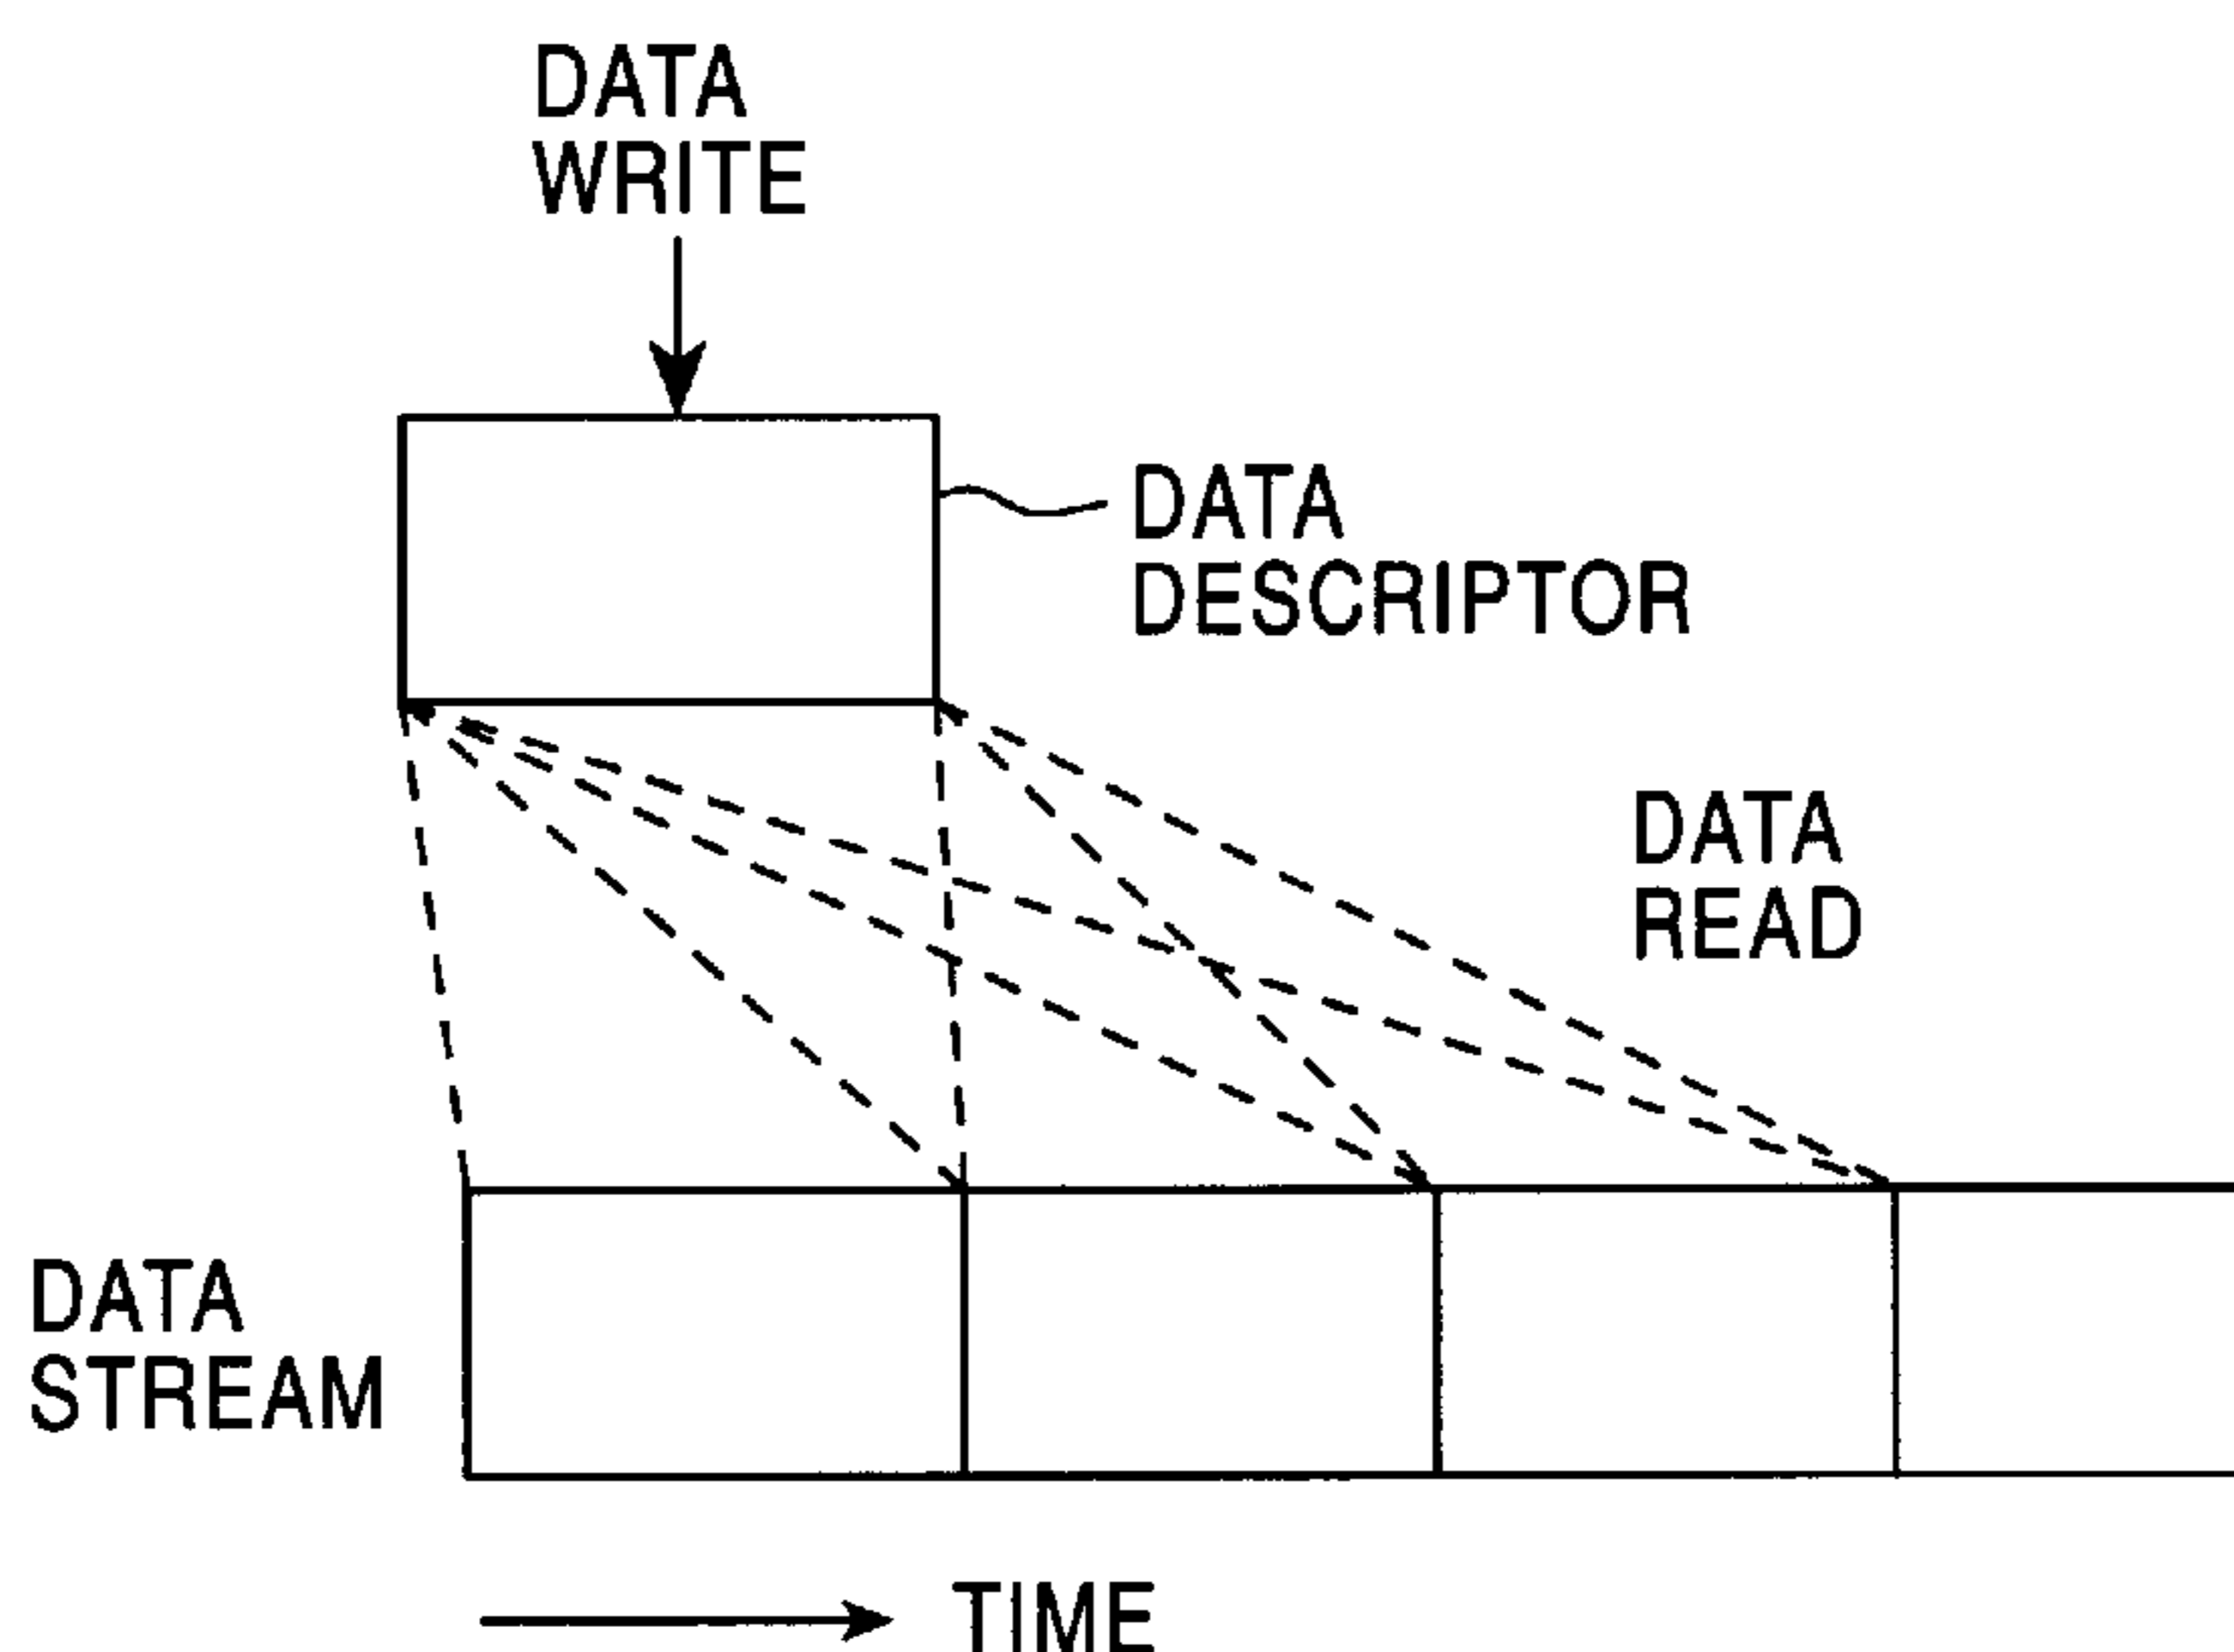 DATA
WRITE
DATA
DESCRIPTOR
DATA
READ
DATA
STREAM
TIME